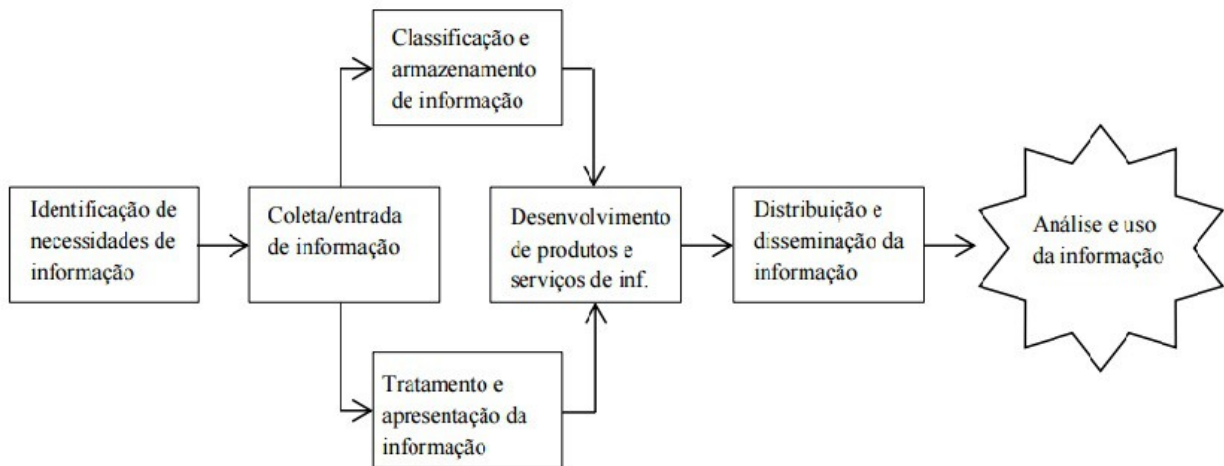 Classificação e
armazenamento
de informação
Identificação de
necessidades de
informação
Coleta/entrada
de informação
Tratamento e
apresentação da
informação
Desenvolvimento
de produtos e
serviços de inf.
Distribuição e
disseminação da
informação
Análise e uso
da informação